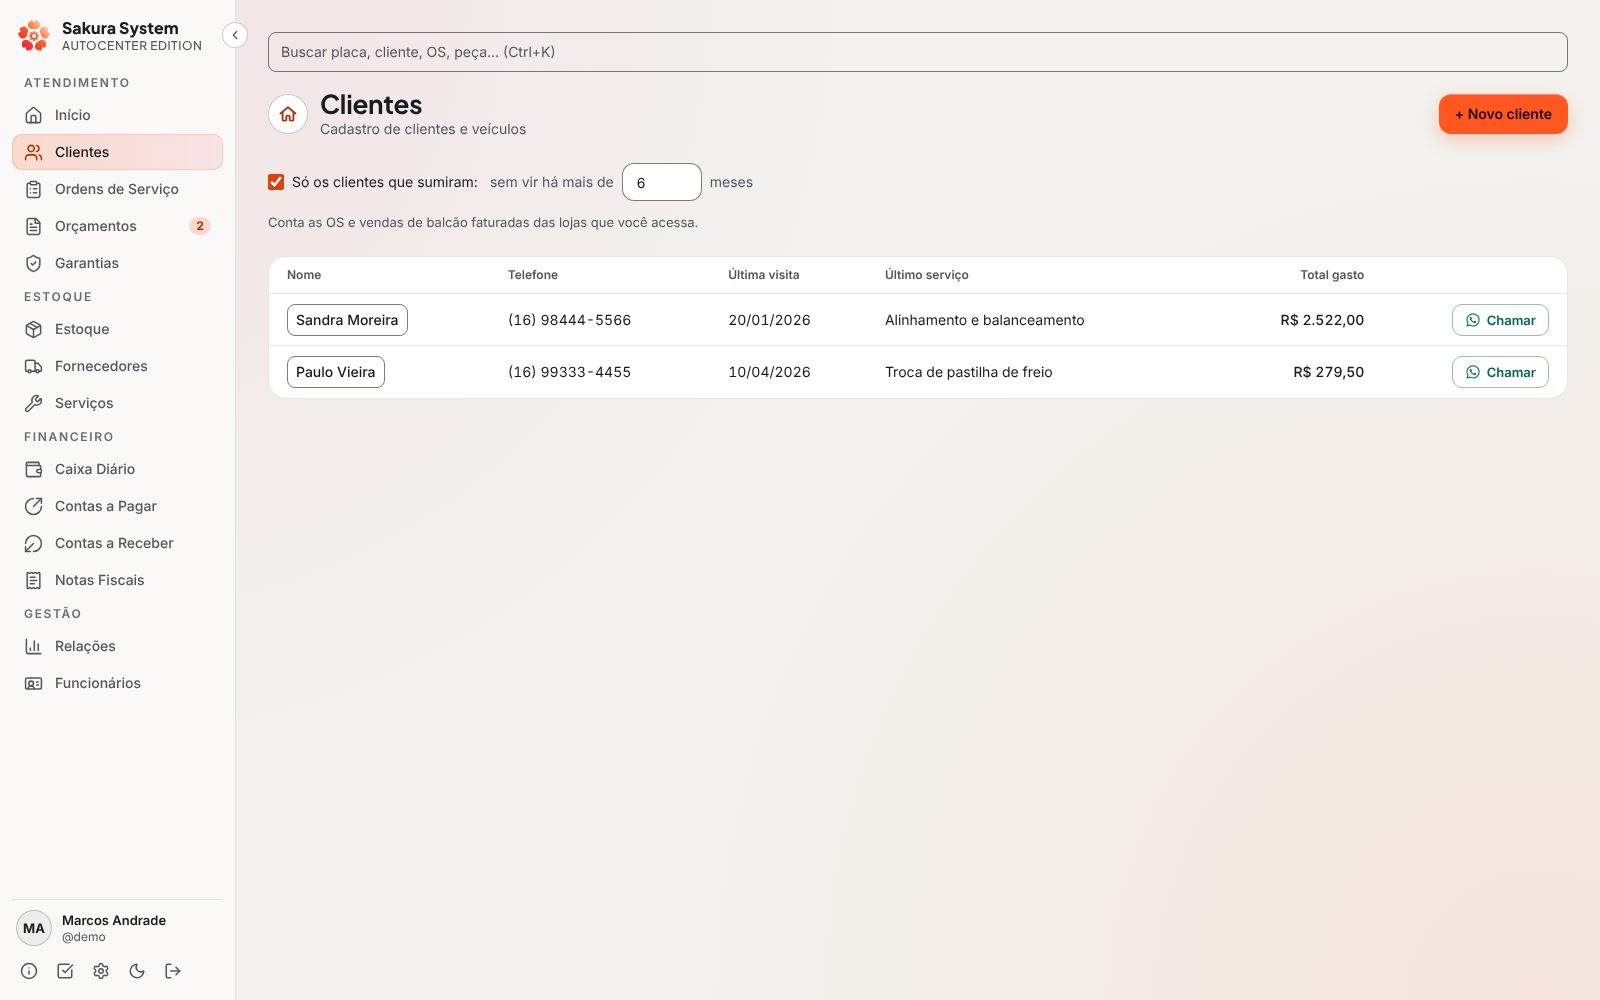 Sakura System
AUTOCENTER EDITION
ATENDIMENTO
Início
Clientes
Ordens de Serviço
Orçamentos 2
Garantias
ESTOQUE
Estoque
Fornecedores
Serviços
FINANCEIRO
Caixa Diário
Contas a Pagar
Contas a Receber
Notas Fiscais
GESTÃO
Relações
Funcionários
MA
Marcos Andrade
@demo
Buscar placa, cliente, OS, peça... (Ctrl+K)
Clientes
Cadastro de clientes e veículos
+ Novo cliente
Só os clientes que sumiram: sem vir há mais de 6 meses
Conta as OS e vendas de balcão faturadas das lojas que você acessa.
Nome Telefone Última visita Último serviço Total gasto
Sandra Moreira (16) 98444-5566 20/01/2026 Alinhamento e balanceamento R$ 2.522,00 Chamar
Paulo Vieira (16) 99333-4455 10/04/2026 Troca de pastilha de freio R$ 279,50 Chamar